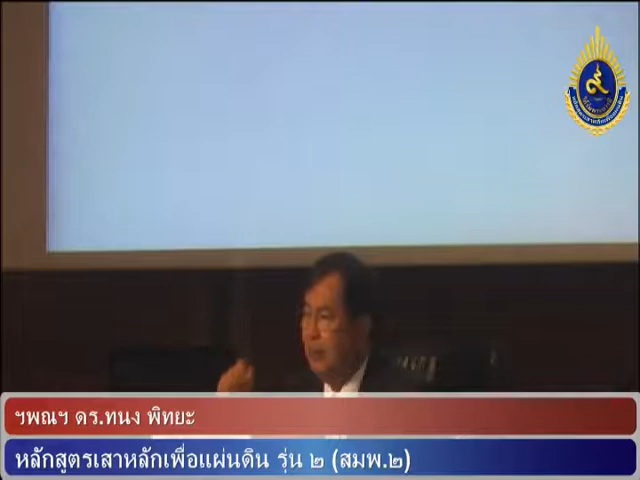 ฯพณฯ ดร.ทนง พิทยะ
หลักสูตรเสาหลักเพื่อแผ่นดิน รุ่น ๒ (สมพ.๒)